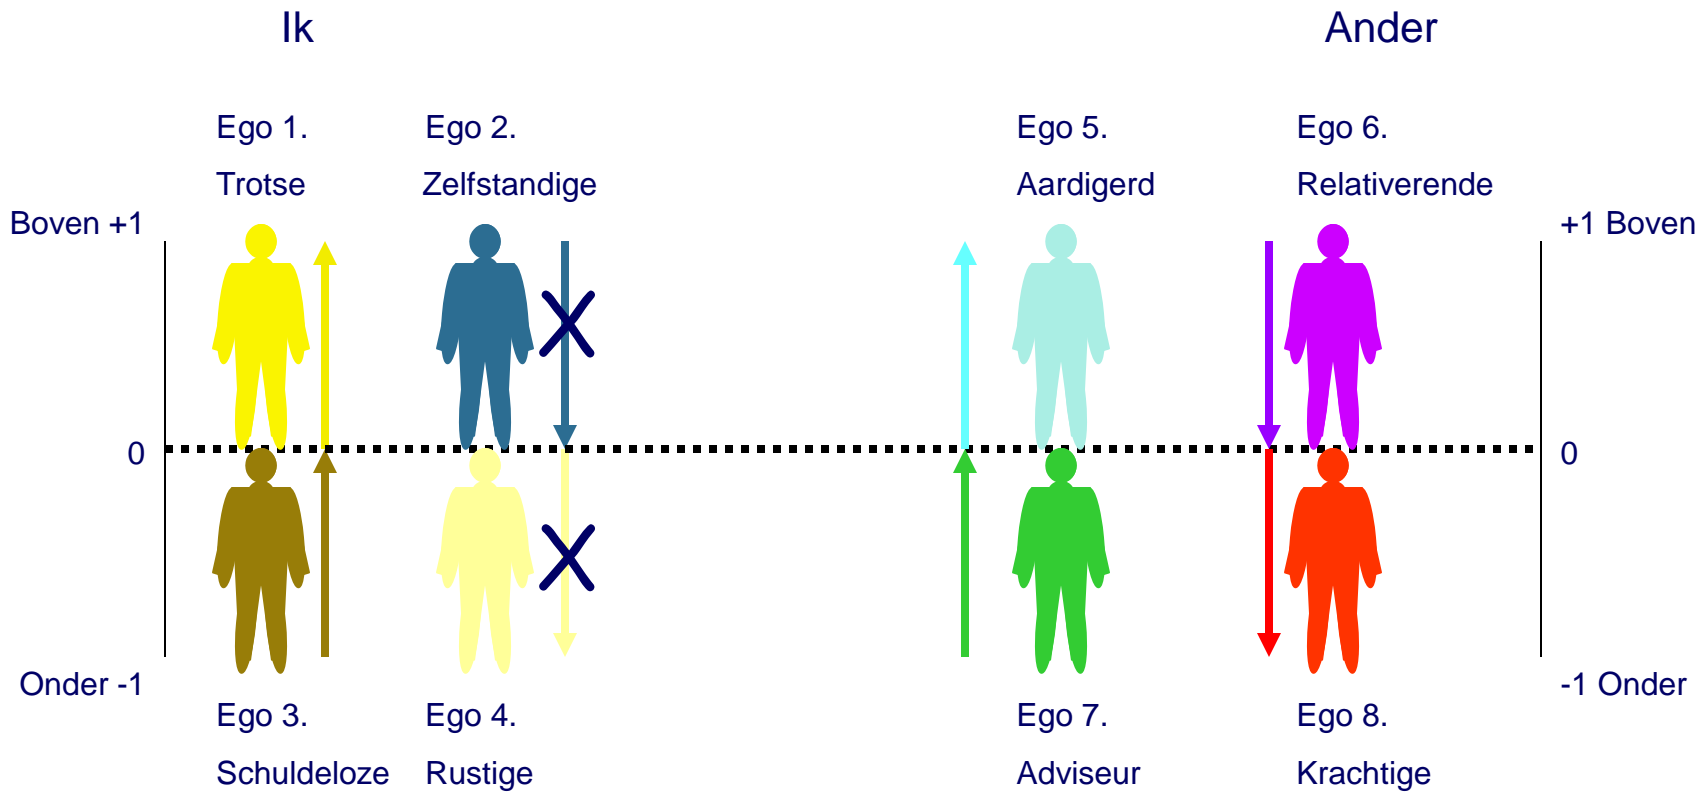 Ik
Ander
Ego 1.
Ego 2.
Ego 5.
Ego 6.
Trotse
Zelfstandige
Aardigerd
Relativerende
Boven +1
+1 Boven
0
0
Onder -1
-1 Onder
Ego 3.
Ego 4.
Ego 7.
Ego 8.
Schuldeloze
Rustige
Adviseur
Krachtige